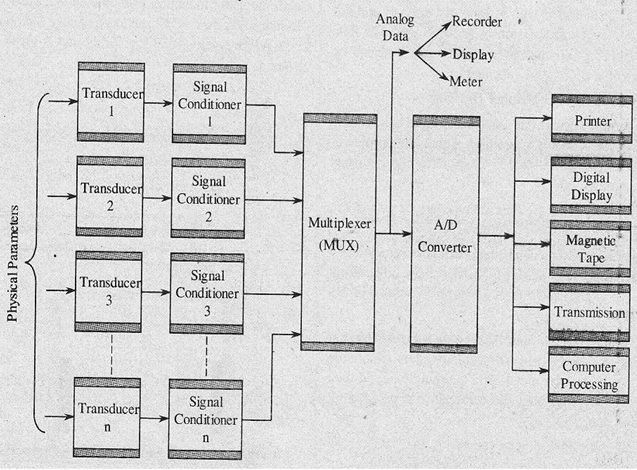 Physical Parameters
Transducer
1
Signal
Conditioner
1
Transducer
2
Signal
Conditioner
2
Transducer
3
Signal
Conditioner
3
Transducer
n
Signal
Conditioner
n
Multiplexer
(MUX)
Analog
Data
Recorder
Display
Meter
A/D
Converter
Printer
Digital
Display
Magnetic
Tape
Transmission
Computer
Processing